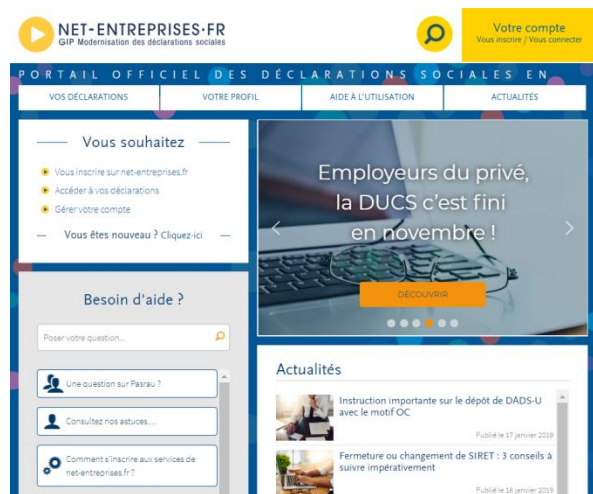 NET-ENTREPRISES·FR
GIP Modernisation des déclarations sociales
Votre compte
Vous inscrire / Vous connecter
PORTAIL OFFICIEL DES DÉCLARATIONS SOCIALES EN
VOS DÉCLARATIONS
VOTRE PROFIL
AIDE À L'UTILISATION
ACTUALITÉS
Vous souhaitez
Vous inscrire sur net-entreprises.fr
Accéder à vos déclarations
Gérer votre compte
Vous êtes nouveau ? Cliquez-ici
Employeurs du privé,
la DUCS c'est fini
en novembre !
DÉCOUVRIR
Besoin d'aide ?
Poser votre question...
Une question sur Pasrau ?
Consultez nos astuces....
Comment s'inscrire aux services de
net-entreprises.fr ?
Actualités
Instruction importante sur le dépôt de DADS-U
avec le motif OC
Publié le 17 janvier 2019
Fermeture ou changement de SIRET : 3 conseils à
suivre impérativement
Publié le 16 janvier 2019